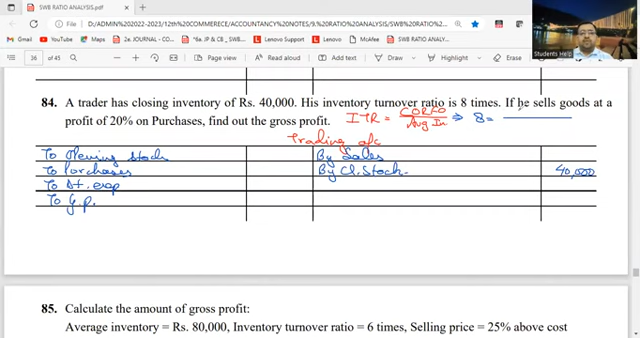 SWB RATIO ANALYSIS.pdf
File
D:/ADMIN%202022-2023/12th%20COMMERECE/ACCOUNTANCY%20NOTES/9.%20RATIO%20ANALYSIS/SWB%20RATIO%...
Gmail YouTube Maps 2a. JOURNAL - CO... *6a JP & CB _ SWB... Lenovo Support Lenovo McAfee SWB RATIO ANALYSIS
36 of 45 Page view Read aloud Add text Draw Highlight Erase
Students Help
84. A trader has closing inventory of Rs. 40,000. His inventory turnover ratio is 8 times. If he sells goods at a
profit of 20% on Purchases, find out the gross profit. ITR = CORFO / Avg In ⇒ 8 =
Trading a/c
To Opening stock By Sales
To Purchases By Cl. Stock 40,000
To Dt. exp
To G.p.
85. Calculate the amount of gross profit:
Average inventory = Rs. 80,000, Inventory turnover ratio = 6 times, Selling price = 25% above cost